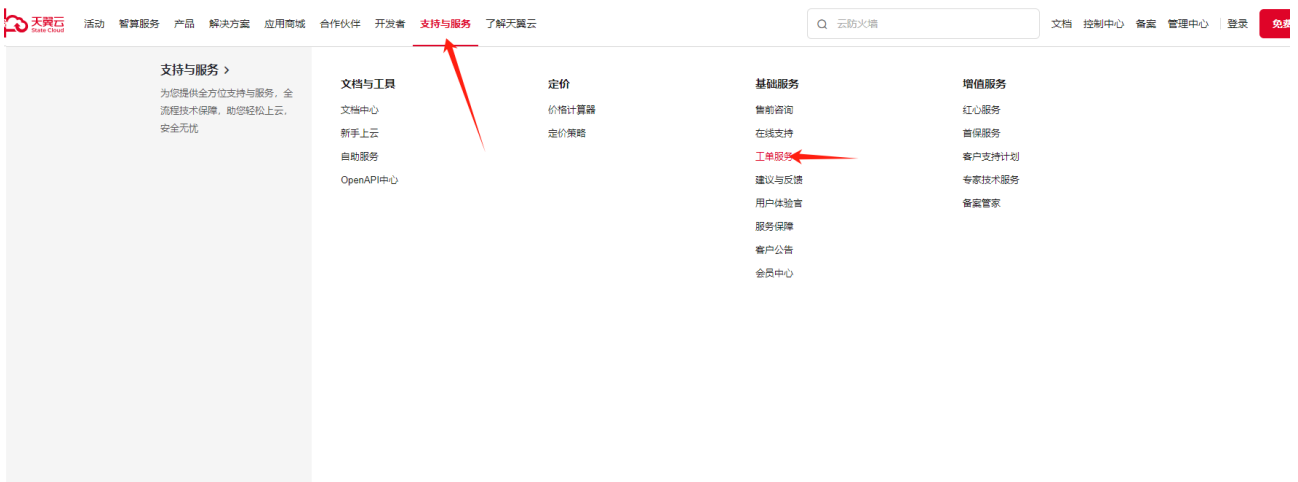 天翼云
State Cloud
活动 智算服务 产品 解决方案 应用商城 合作伙伴 开发者 支持与服务 了解天翼云
云防火墙
文档 控制中心 备案 管理中心 登录 免费
支持与服务 >
为您提供全方位支持与服务，全
流程技术保障，助您轻松上云，
安全无忧
文档与工具
文档中心
新手上云
自助服务
OpenAPI中心
定价
价格计算器
定价策略
基础服务
售前咨询
在线支持
工单服务
建议与反馈
用户体验官
服务保障
客户公告
会员中心
增值服务
红心服务
首保服务
客户支持计划
专家技术服务
备案管家